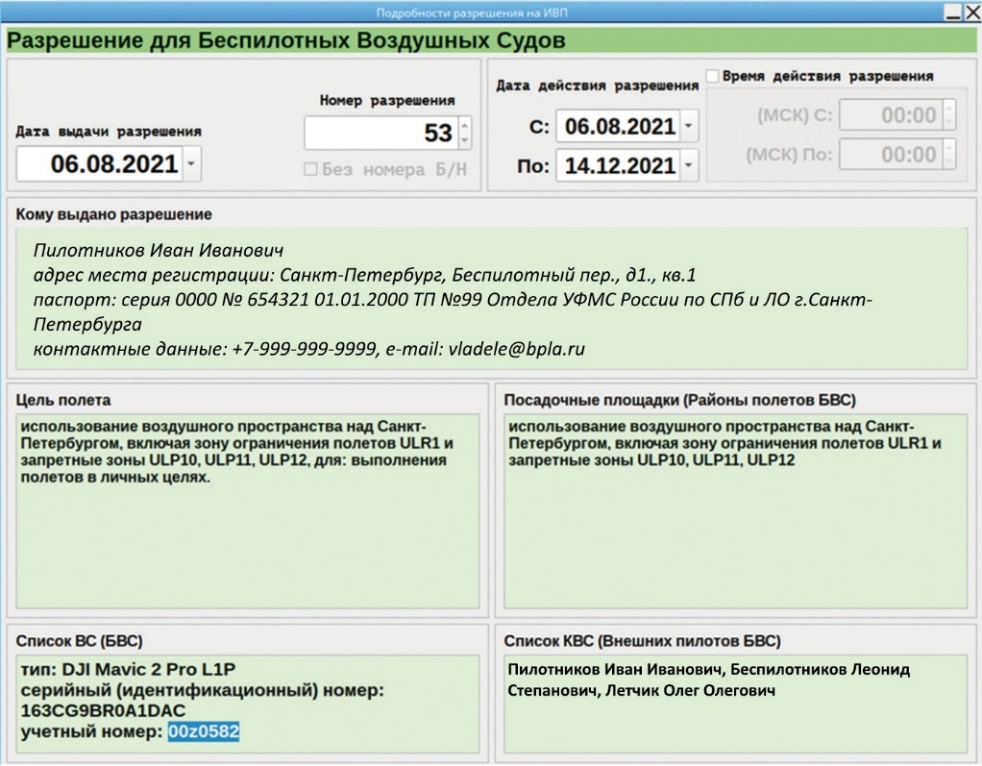 Подробности разрешения на ИВП
Разрешение для Беспилотных Воздушных Судов
Дата выдачи разрешения
06.08.2021
Номер разрешения
53
Без номера Б/Н
Дата действия разрешения
С: 06.08.2021
По: 14.12.2021
Время действия разрешения
(МСК) С: 00:00
(МСК) По: 00:00
Кому выдано разрешение
Пилотников Иван Иванович
адрес места регистрации: Санкт-Петербург, Беспилотный пер., д1., кв.1
паспорт: серия 0000 № 654321 01.01.2000 ТП №99 Отдела УФМС России по СПб и ЛО г.Санкт-
Петербурга
контактные данные: +7-999-999-9999, e-mail: vladele@bpla.ru
Цель полета
использование воздушного пространства над Санкт-
Петербургом, включая зону ограничения полетов ULR1 и
запретные зоны ULP10, ULP11, ULP12, для: выполнения
полетов в личных целях.
Посадочные площадки (Районы полетов БВС)
использование воздушного пространства над Санкт-
Петербургом, включая зону ограничения полетов ULR1 и
запретные зоны ULP10, ULP11, ULP12
Список ВС (БВС)
тип: DJI Mavic 2 Pro L1P
серийный (идентификационный) номер:
163CG9BR0A1DAC
учетный номер: 00z0582
Список КВС (Внешних пилотов БВС)
Пилотников Иван Иванович, Беспилотников Леонид
Степанович, Летчик Олег Олегович